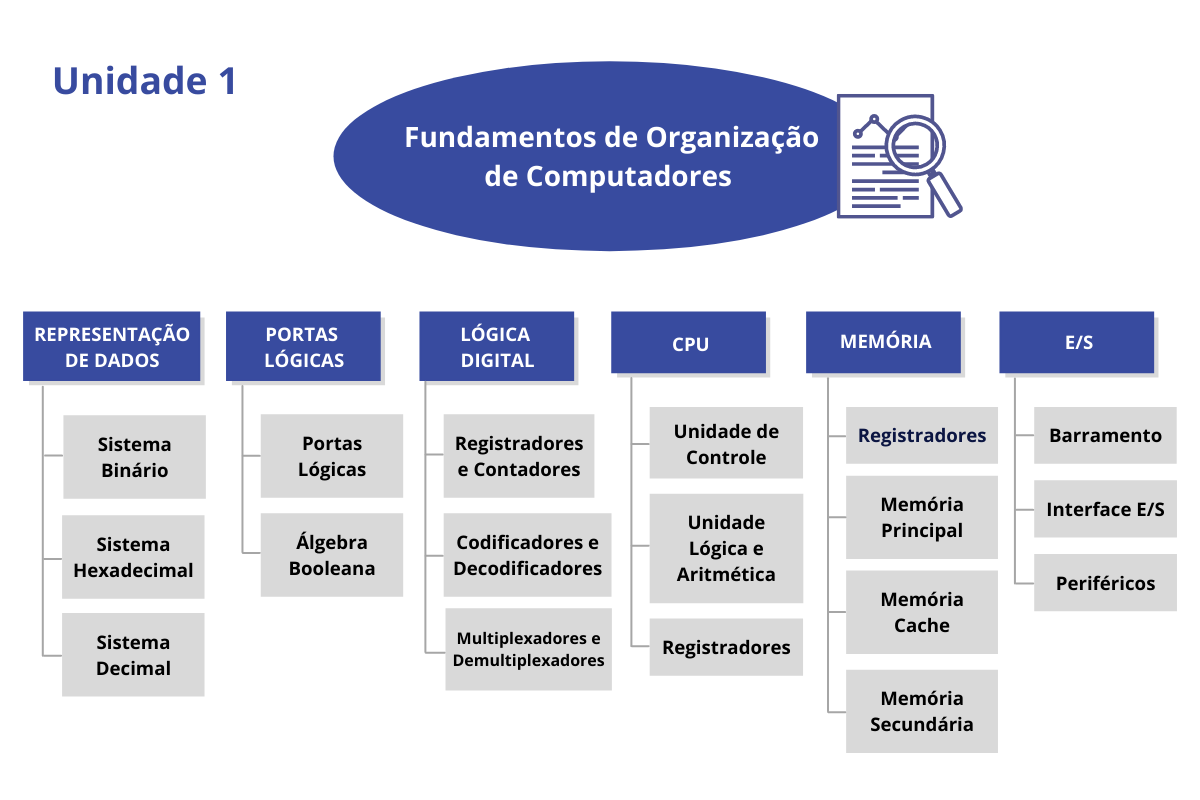 Unidade 1
Fundamentos de Organização
de Computadores
REPRESENTAÇÃO
DE DADOS
Sistema
Binário
Sistema
Hexadecimal
Sistema
Decimal
PORTAS
LÓGICAS
Portas
Lógicas
Álgebra
Booleana
LÓGICA
DIGITAL
Registradores
e Contadores
Codificadores e
Decodificadores
Multiplexadores e
Demultiplexadores
CPU
Unidade de
Controle
Unidade
Lógica e
Aritmética
Registradores
MEMÓRIA
Registradores
Memória
Principal
Memória
Cache
Memória
Secundária
E/S
Barramento
Interface E/S
Periféricos